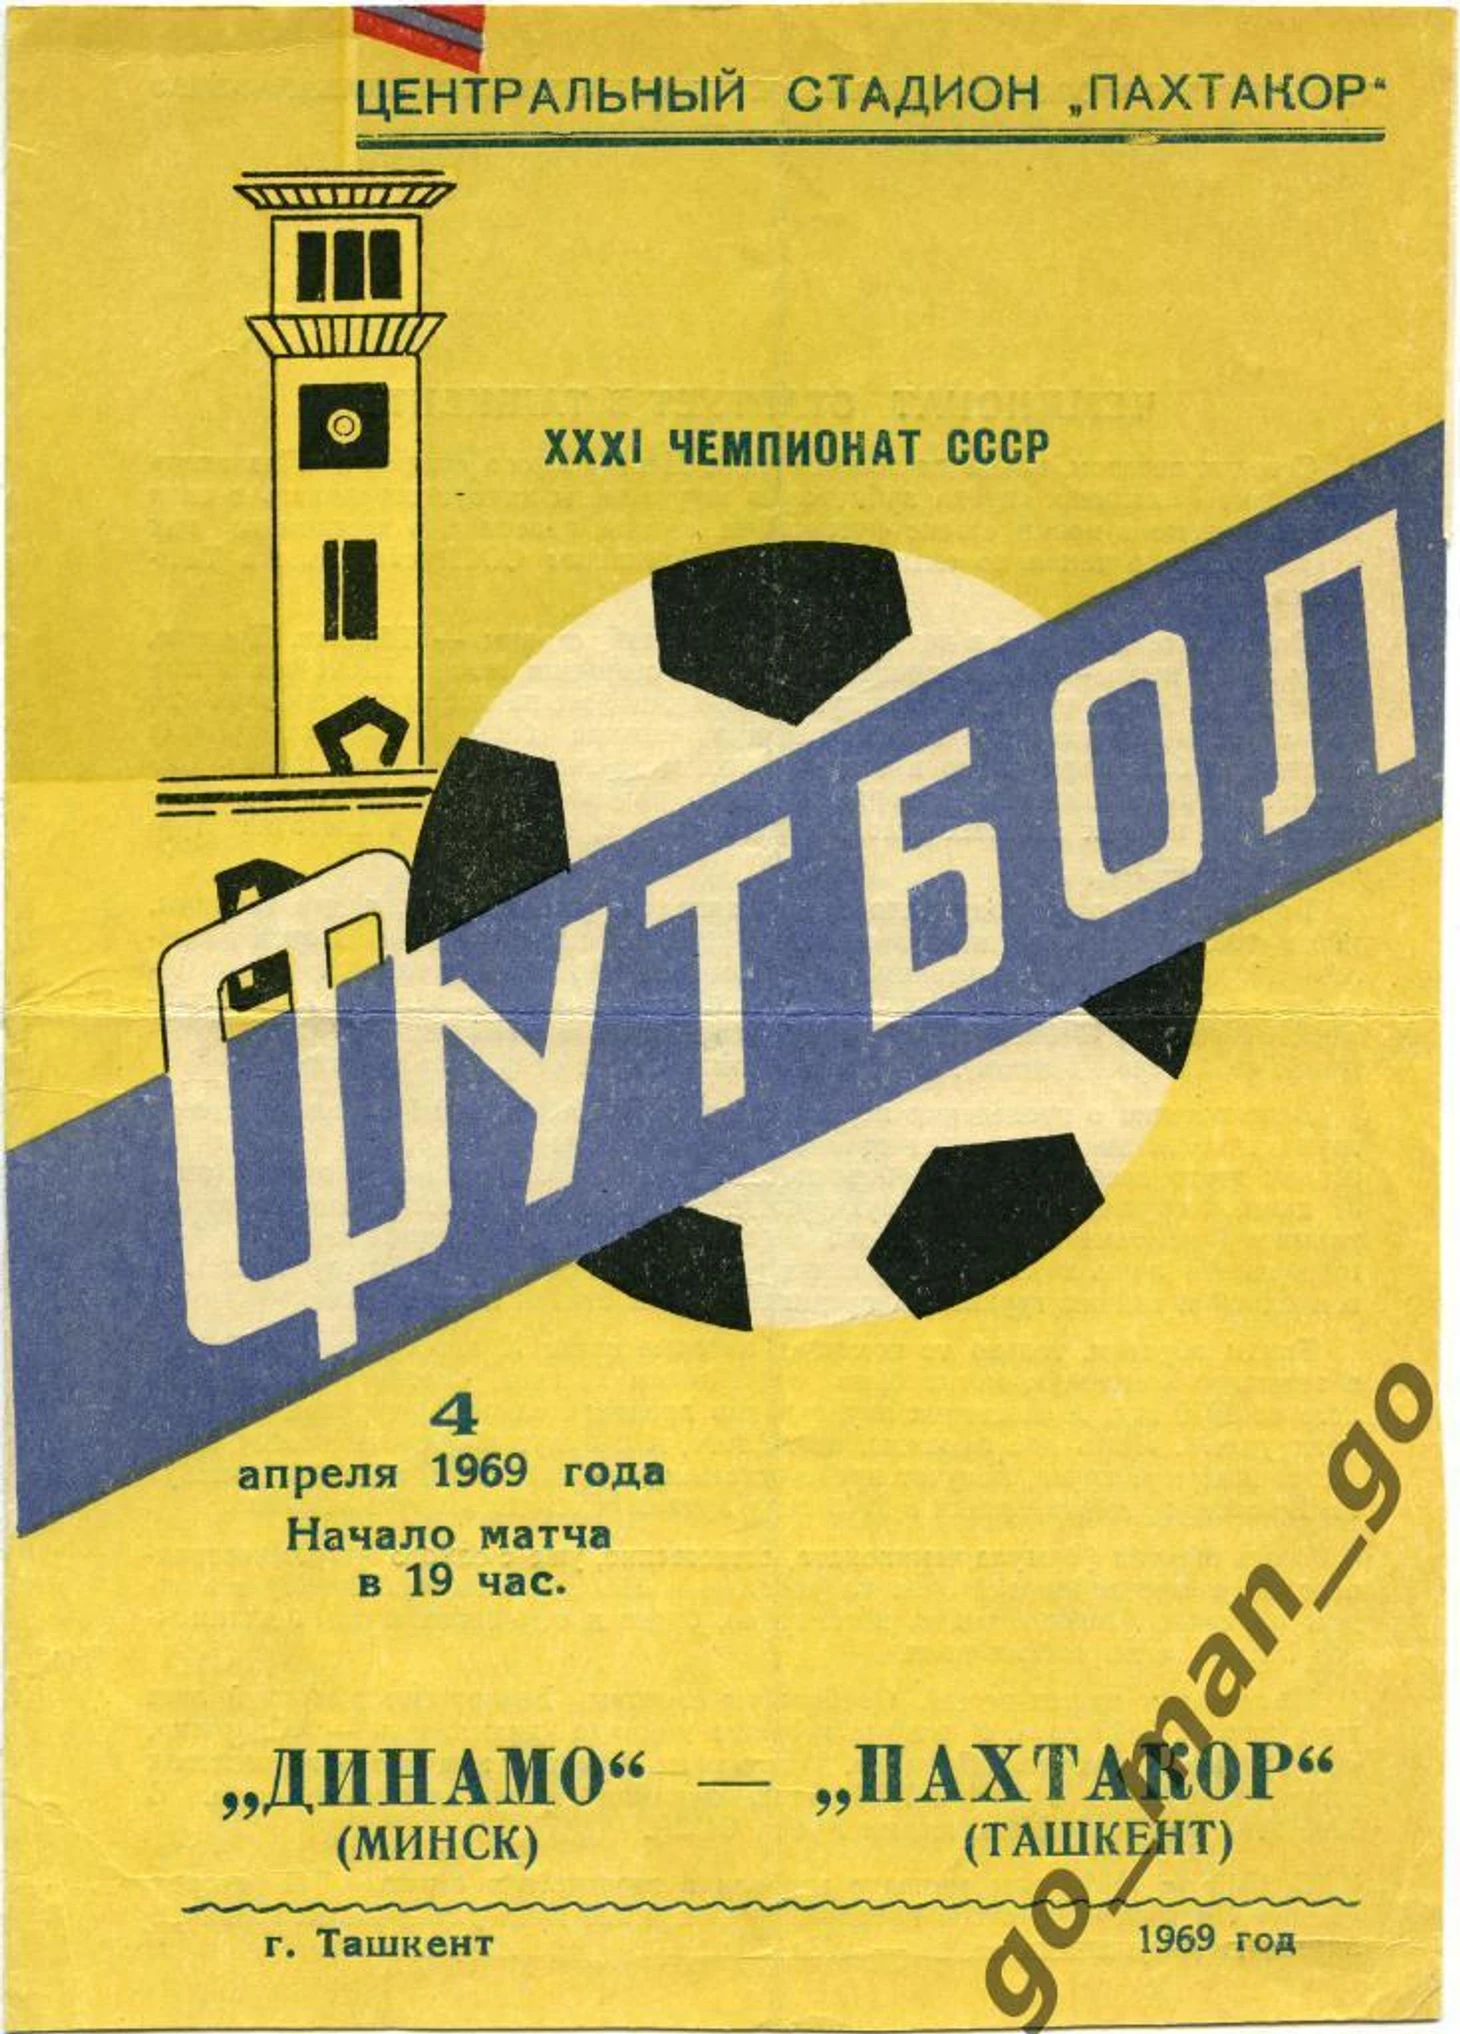 ЦЕНТРАЛЬНЫЙ СТАДИОН „ПАХТАКОР“
XXXI ЧЕМПИОНАТ СССР
ФУТБОЛ
4
апреля 1969 года
Начало матча
в 19 час.
„ДИНАМО“ — „ПАХТАКОР“
(МИНСК) (ТАШКЕНТ)
г. Ташкент 1969 год
go_man_go